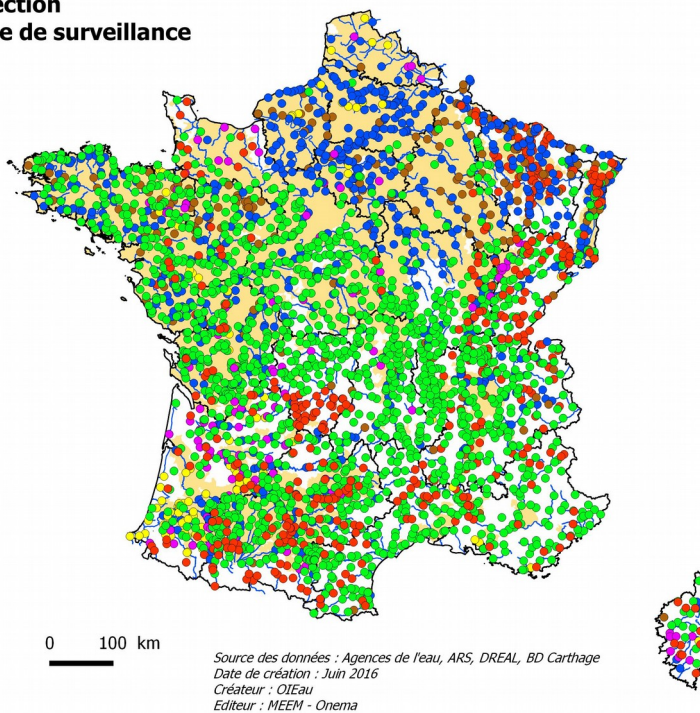 ection
e de surveillance
0 100 km
Source des données : Agences de l'eau, ARS, DREAL, BD Carthage
Date de création : Juin 2016
Créateur : OIEau
Editeur : MEEM - Onema